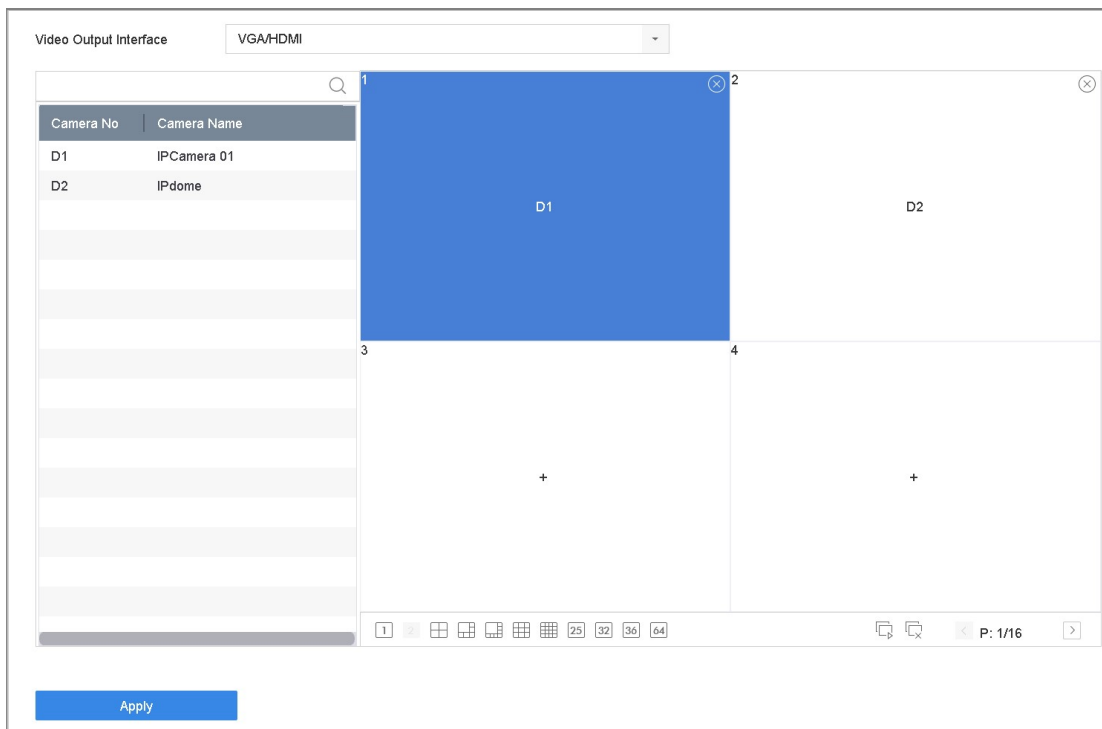 Video Output Interface VGA/HDMI
1 2
Camera No Camera Name
D1 IPCamera 01
D2 IPdome
D1 D2
3 4
+ +
1 2 25 32 36 64 P: 1/16
Apply